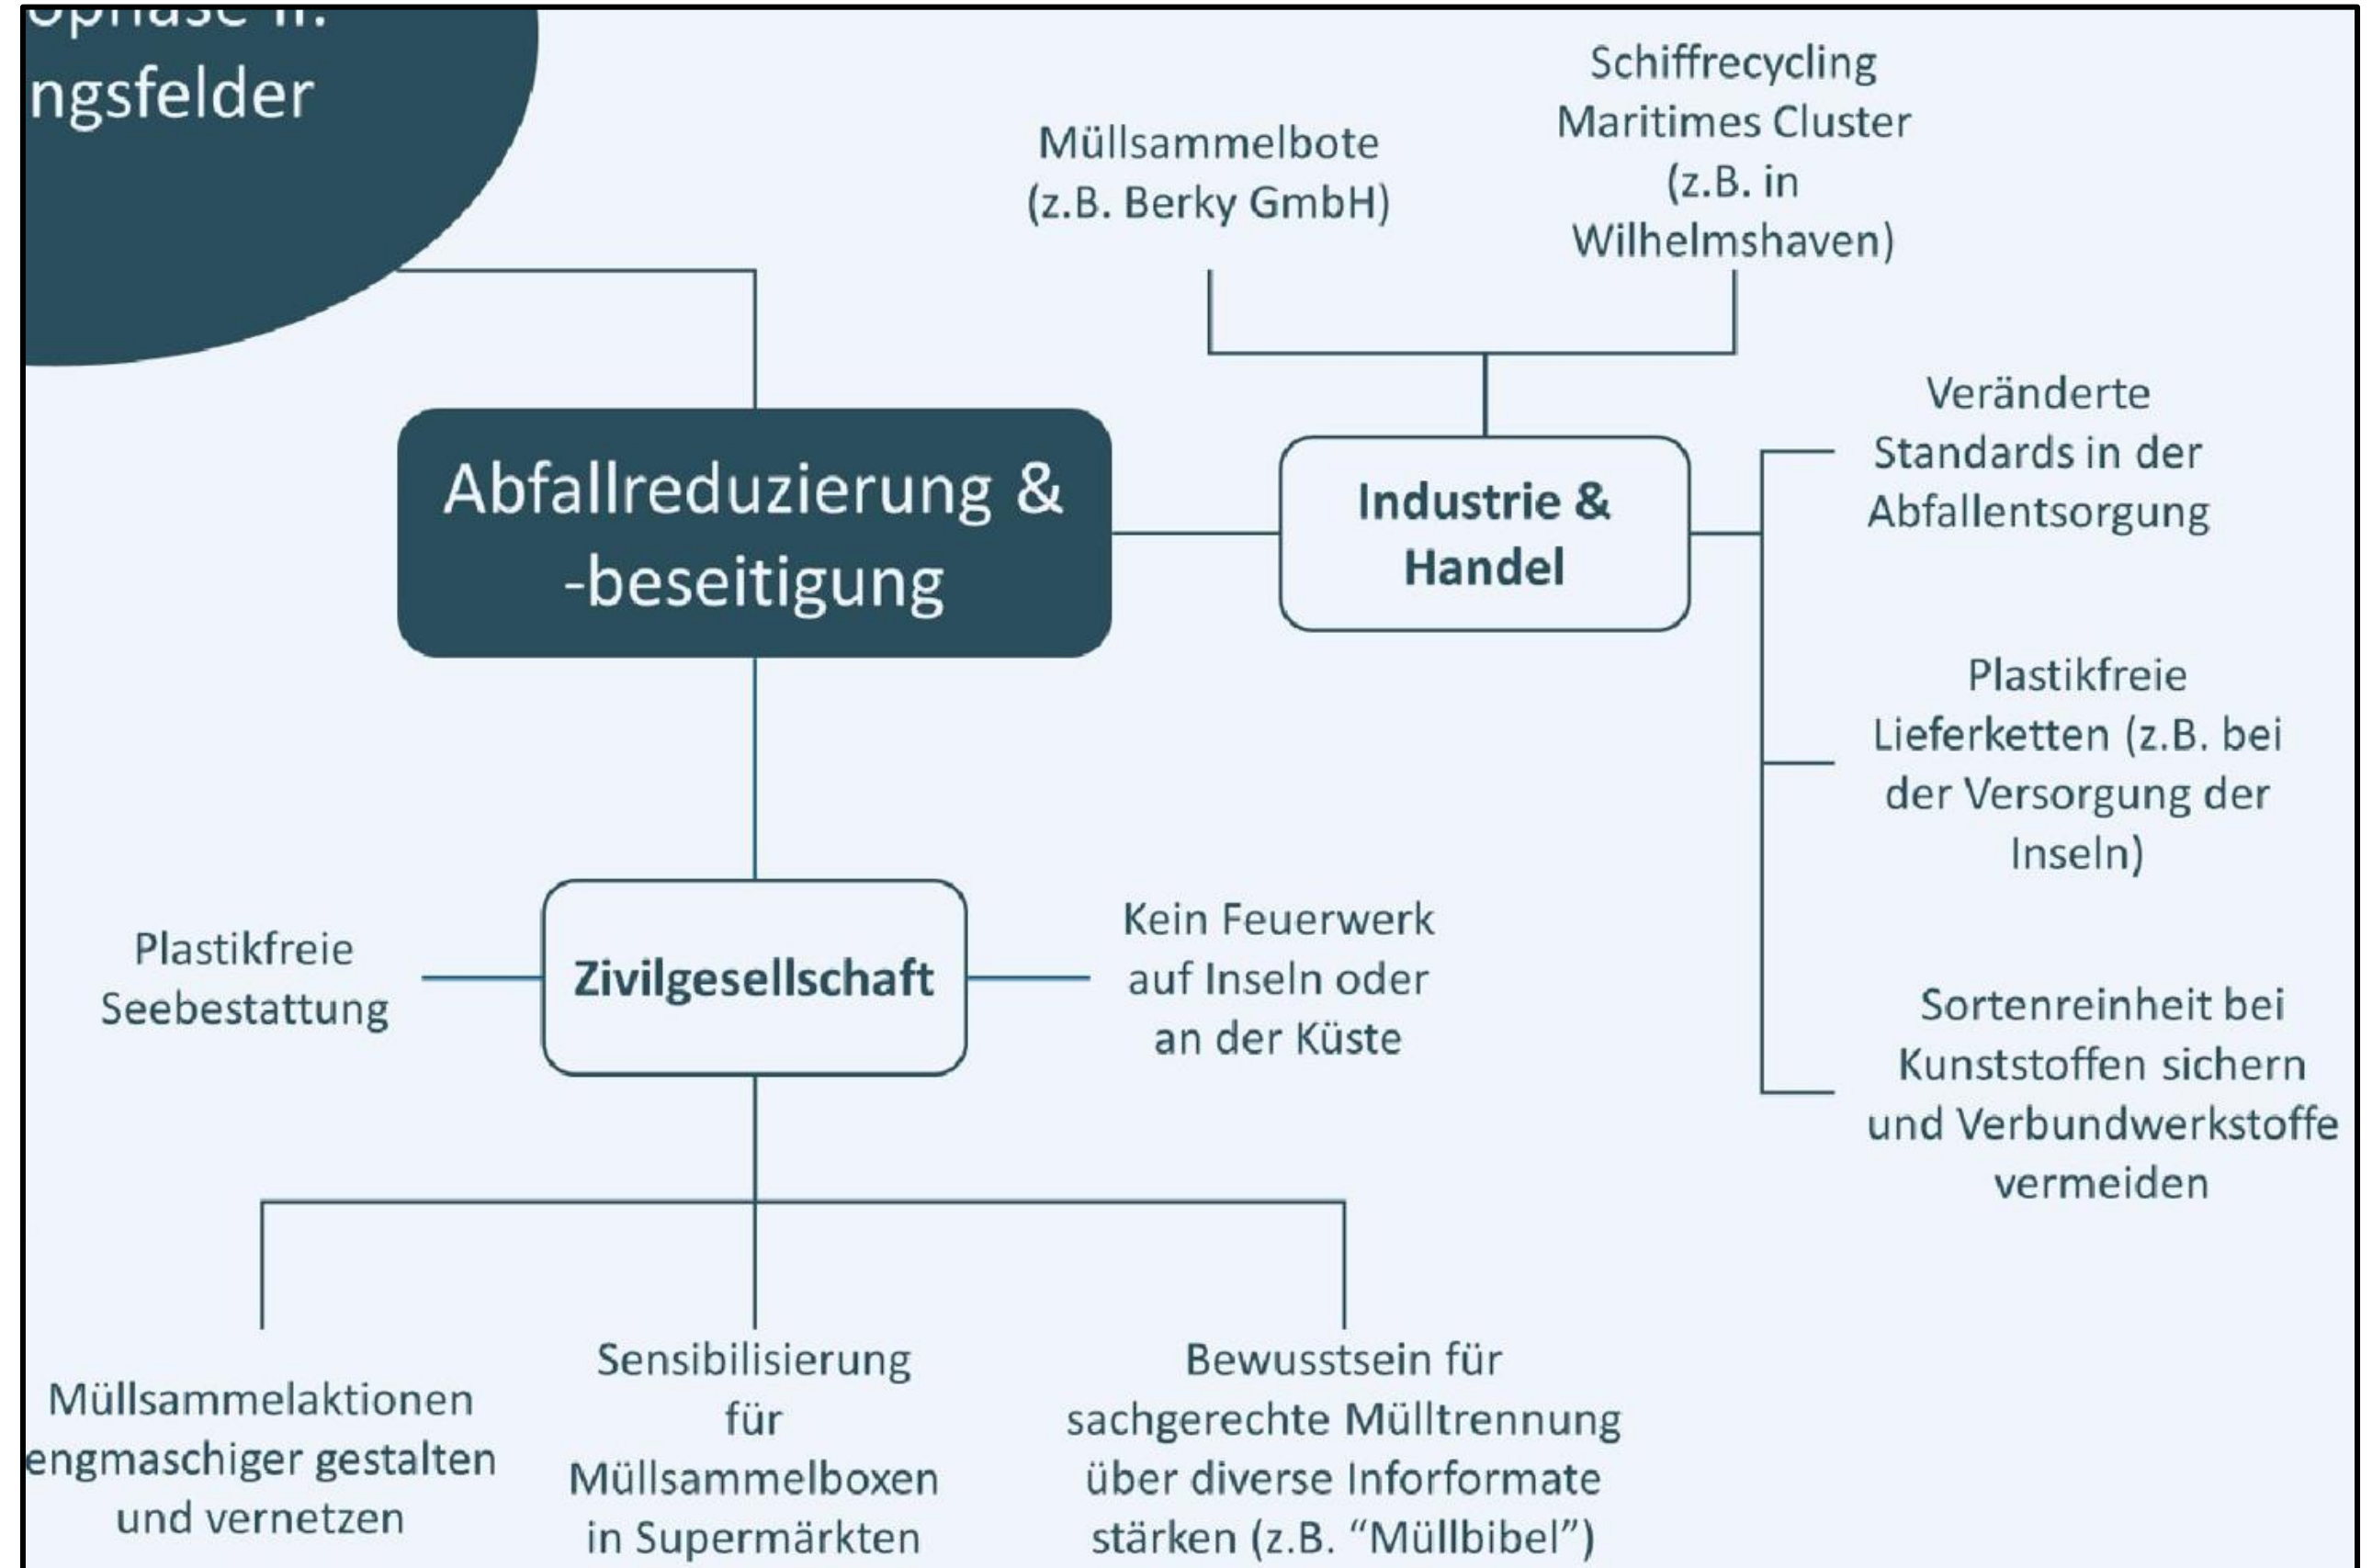 ngsfelder
Schiffrecycling
Maritimes Cluster
(z.B. in
Wilhelmshaven)
Müllsammelbote
(z.B. Berky GmbH)
Abfallreduzierung &
-beseitigung
Industrie &
Handel
Veränderte
Standards in der
Abfallentsorgung
Plastikfreie
Lieferketten (z.B. bei
der Versorgung der
Inseln)
Sortenreinheit bei
Kunststoffen sichern
und Verbundwerkstoffe
vermeiden
Plastikfreie
Seebestattung
Zivilgesellschaft
Kein Feuerwerk
auf Inseln oder
an der Küste
Müllsammelaktionen
engmaschiger gestalten
und vernetzen
Sensibilisierung
für
Müllsammelboxen
in Supermärkten
Bewusstsein für
sachgerechte Mülltrennung
über diverse Inforformate
stärken (z.B. “Müllbibel”)